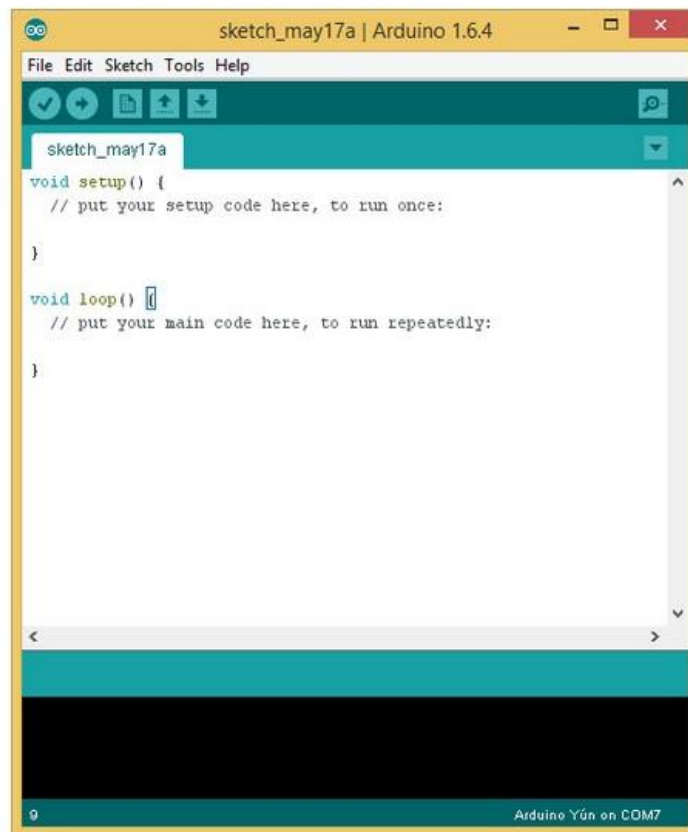 sketch_may17a | Arduino 1.6.4
File Edit Sketch Tools Help
sketch_may17a
void setup() {
  // put your setup code here, to run once:
}
void loop() {
  // put your main code here, to run repeatedly:
}
9
Arduino Yún on COM7